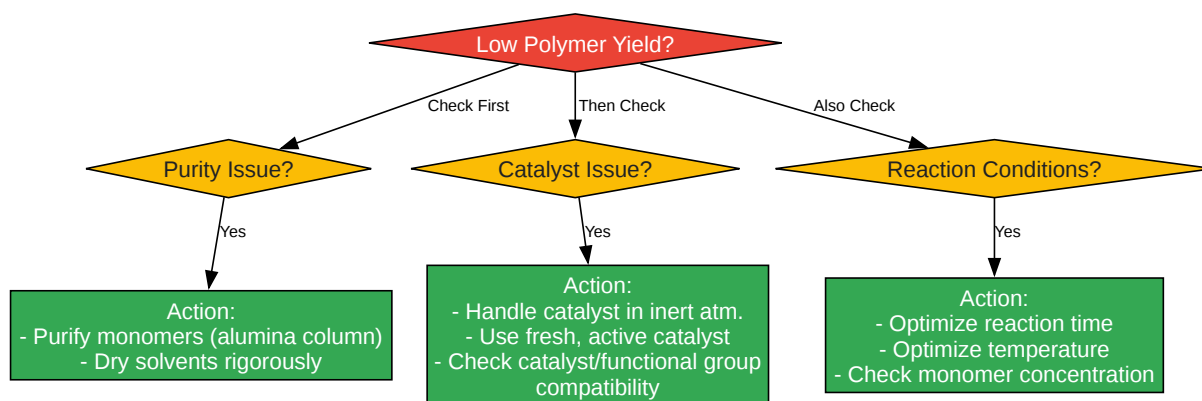 Low Polymer Yield?
Check First
Then Check
Also Check
Purity Issue?
Catalyst Issue?
Reaction Conditions?
Yes
Yes
Yes
Action:
- Purify monomers (alumina column)
- Dry solvents rigorously
Action:
- Handle catalyst in inert atm.
- Use fresh, active catalyst
- Check catalyst/functional group
compatibility
Action:
- Optimize reaction time
- Optimize temperature
- Check monomer concentration